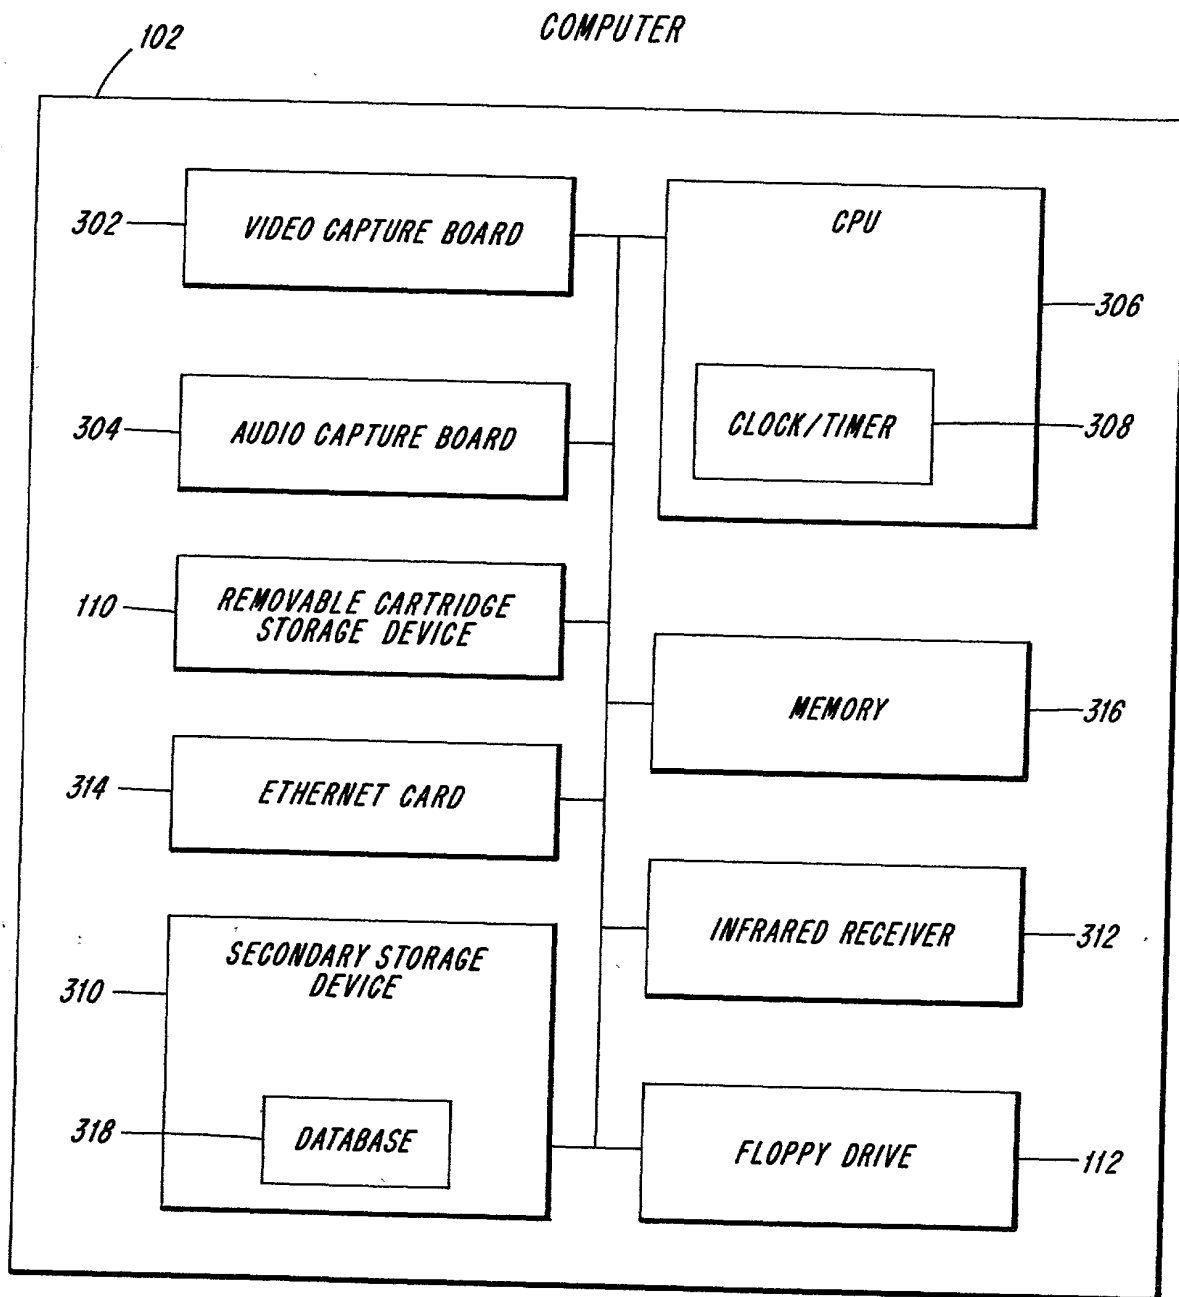 COMPUTER
102
302
VIDEO CAPTURE BOARD
CPU
306
304
AUDIO CAPTURE BOARD
CLOCK/TIMER
308
110
REMOVABLE CARTRIDGE
STORAGE DEVICE
MEMORY
316
314
ETHERNET CARD
INFRARED RECEIVER
312
310
SECONDARY STORAGE
DEVICE
318
DATABASE
FLOPPY DRIVE
112